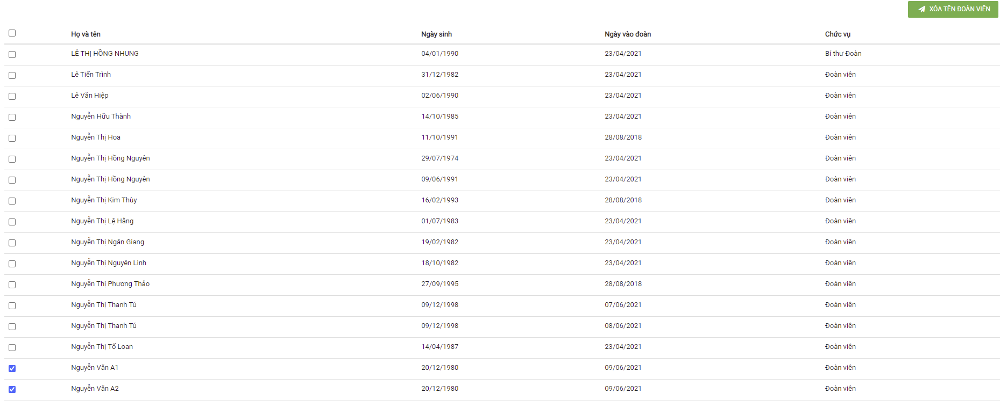 XÓA TÊN ĐOÀN VIÊN
Họ và tên Ngày sinh Ngày vào đoàn Chức vụ
LÊ THỊ HỒNG NHUNG 04/01/1990 23/04/2021 Bí thư Đoàn
Lê Tiến Trình 31/12/1982 23/04/2021 Đoàn viên
Lê Văn Hiệp 02/06/1990 23/04/2021 Đoàn viên
Nguyễn Hữu Thành 14/10/1985 23/04/2021 Đoàn viên
Nguyễn Thị Hoa 11/10/1991 28/08/2018 Đoàn viên
Nguyễn Thị Hồng Nguyên 29/07/1974 23/04/2021 Đoàn viên
Nguyễn Thị Hồng Nguyên 09/06/1991 23/04/2021 Đoàn viên
Nguyễn Thị Kim Thùy 16/02/1993 28/08/2018 Đoàn viên
Nguyễn Thị Lệ Hằng 01/07/1983 23/04/2021 Đoàn viên
Nguyễn Thị Ngân Giang 19/02/1982 23/04/2021 Đoàn viên
Nguyễn Thị Nguyên Linh 18/10/1982 23/04/2021 Đoàn viên
Nguyễn Thị Phương Thảo 27/09/1995 28/08/2018 Đoàn viên
Nguyễn Thị Thanh Tú 09/12/1998 07/06/2021 Đoàn viên
Nguyễn Thị Thanh Tú 09/12/1998 08/06/2021 Đoàn viên
Nguyễn Thị Tố Loan 14/04/1987 23/04/2021 Đoàn viên
Nguyễn Văn A1 20/12/1980 09/06/2021 Đoàn viên
Nguyễn Văn A2 20/12/1980 09/06/2021 Đoàn viên